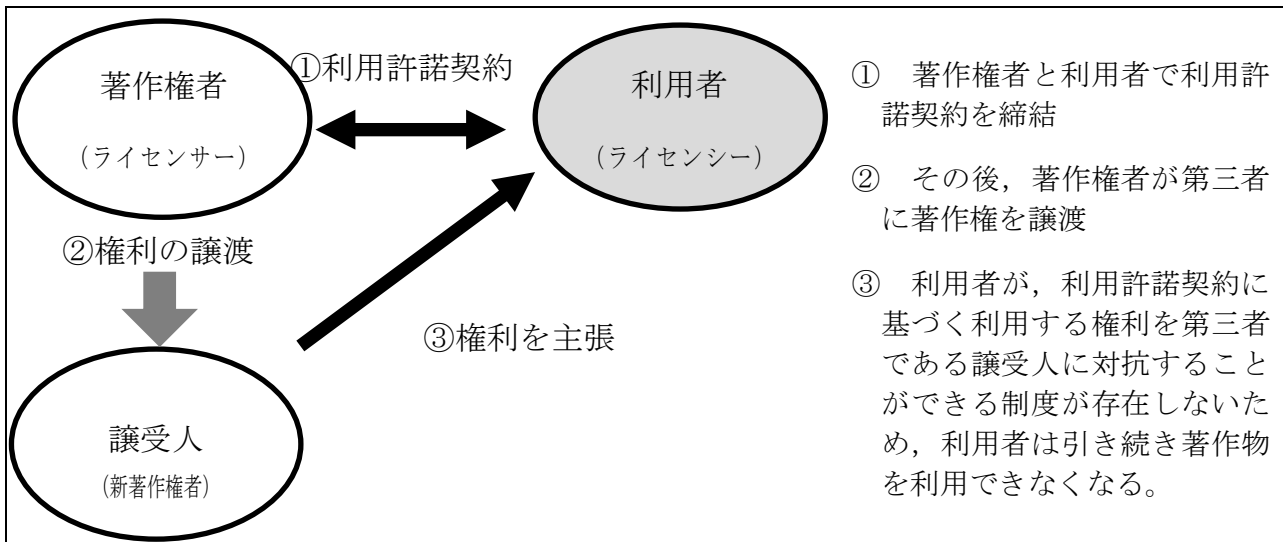 著作権者
(ライセンサー)
①利用許諾契約
利用者
(ライセンシー)
②権利の譲渡
③権利を主張
譲受人
(新著作権者)
① 著作権者と利用者で利用許
諾契約を締結
② その後，著作権者が第三者
に著作権を譲渡
③ 利用者が，利用許諾契約に
基づく利用する権利を第三者
である譲受人に対抗すること
ができる制度が存在しないた
め，利用者は引き続き著作物
を利用できなくなる。